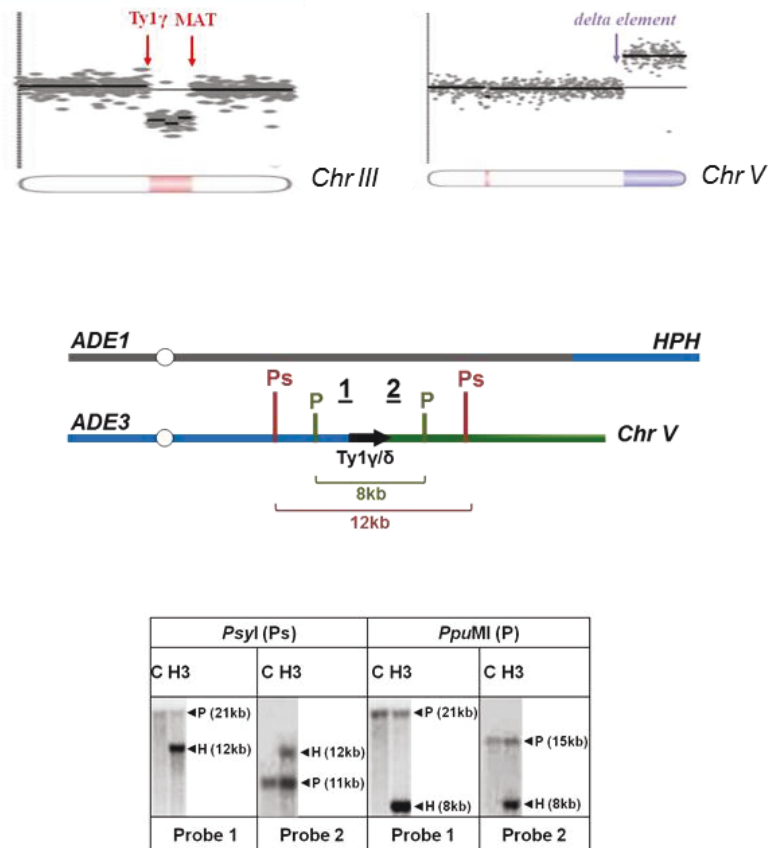 Ty1γ MAT
delta element
Chr III
Chr V
ADE1
HPH
Ps
1
2
Ps
P
P
ADE3
Chr V
Ty1γ/δ
8kb
12kb
PsyI (Ps)
PpuMI (P)
C H3
C H3
C H3
C H3
P (21kb)
H (12kb)
H (12kb)
P (11kb)
P (21kb)
H (8kb)
P (15kb)
H (8kb)
Probe 1
Probe 2
Probe 1
Probe 2